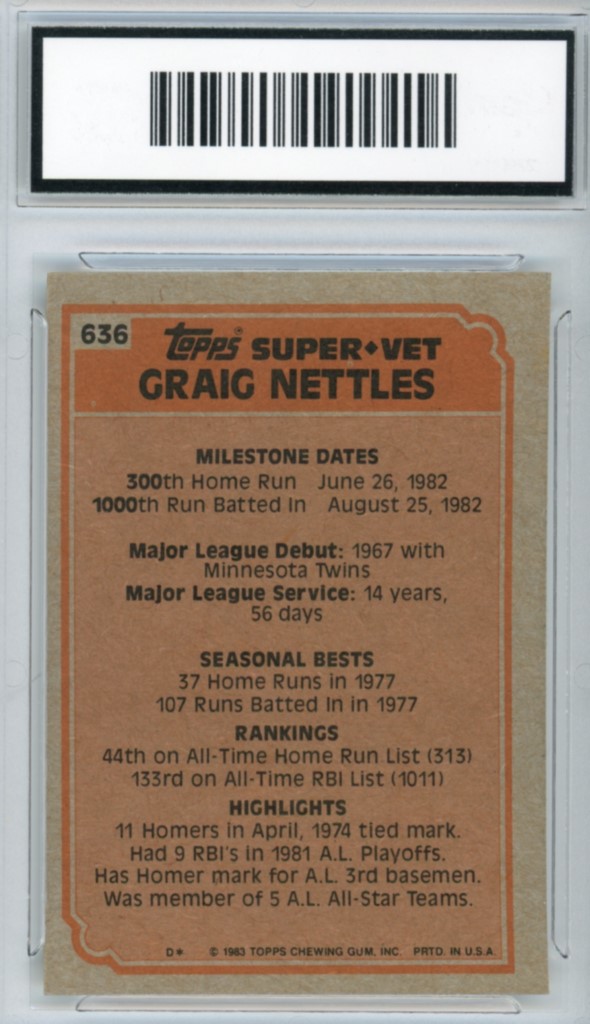 636
Topps® SUPER•VET
GRAIG NETTLES
MILESTONE DATES
300th Home Run June 26, 1982
1000th Run Batted In August 25, 1982
Major League Debut: 1967 with
Minnesota Twins
Major League Service: 14 years,
56 days
SEASONAL BESTS
37 Home Runs in 1977
107 Runs Batted In in 1977
RANKINGS
44th on All-Time Home Run List (313)
133rd on All-Time RBI List (1011)
HIGHLIGHTS
11 Homers in April, 1974 tied mark.
Had 9 RBI's in 1981 A.L. Playoffs.
Has Homer mark for A.L. 3rd basemen.
Was member of 5 A.L. All-Star Teams.
D* © 1983 TOPPS CHEWING GUM, INC. PRTD. IN U.S.A.